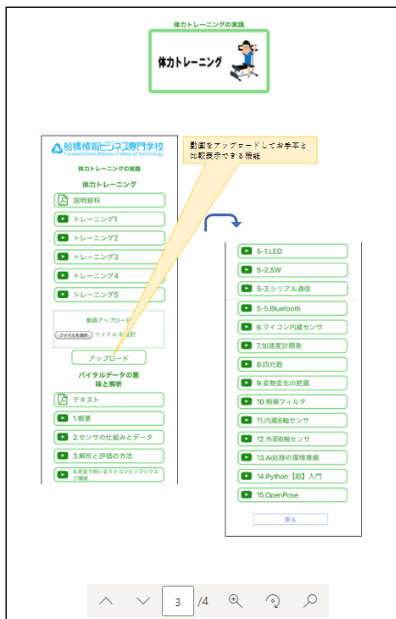 体力トレーニングの実践
体力トレーニング
船橋情報ビジネス専門学校
Funabashi Joho-Business College of Technology
体力トレーニングの実践
体力トレーニング
説明資料
トレーニング1
トレーニング2
トレーニング3
トレーニング4
トレーニング5
動画アップロード
ファイルを選択
アップロード
バイタルデータの意
味と解析
テキスト
1.概要
2.センサの仕組みとデータ
3.解析と評価の方法
4.実習で用いるマイコンとソフトウエ
ア環境
動画をアップロードしてお手本と
比較表示できる機能
5-1.LED
5-2.SW
5-3.シリアル通信
5-5.Bluetooth
6.マイコン内蔵センサ
7.加速度計開発
8.四元数
9.姿勢変化の把握
10.相補フィルタ
11.内蔵6軸センサ
12.外部6軸センサ
13.AI処理の環境準備
14.Python【超】入門
15.OpenPose
戻る
3 /4